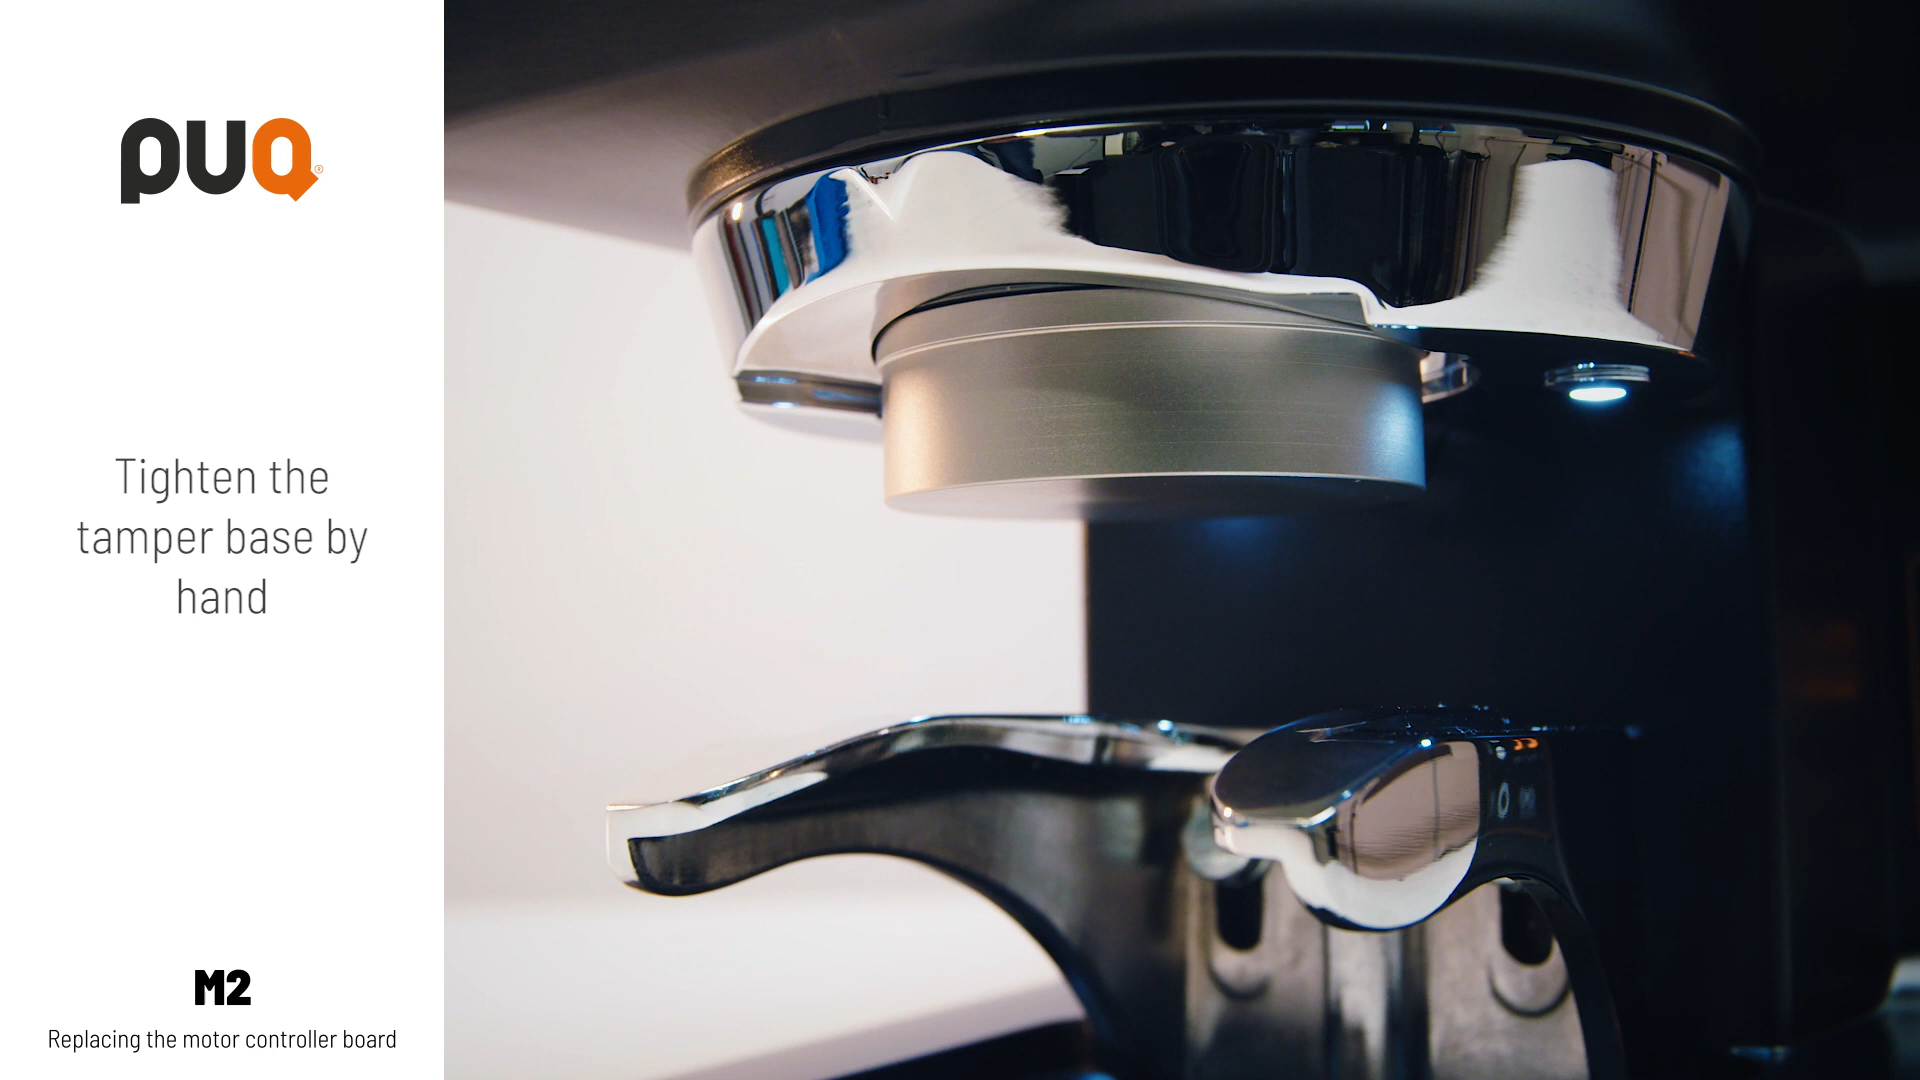 PUQ®
Tighten the
tamper base by
hand
M2
Replacing the motor controller board